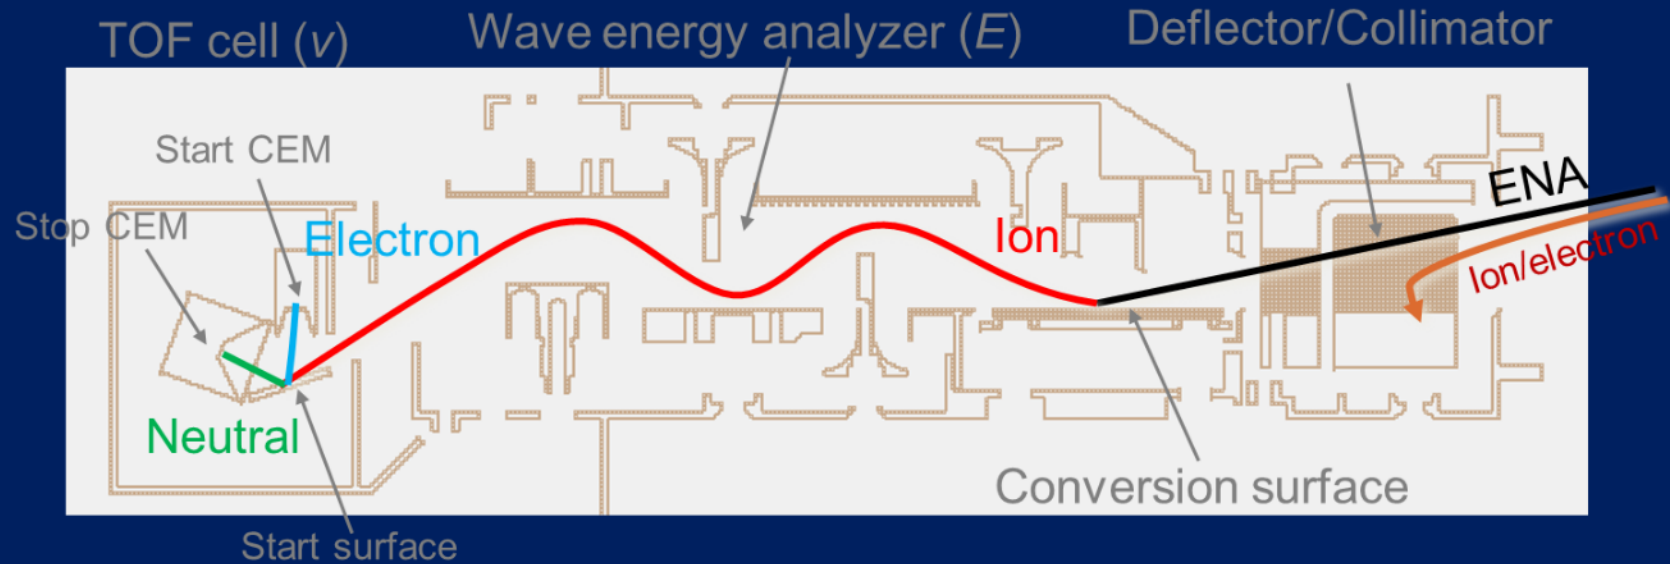 TOF cell (v)
Wave energy analyzer (E)
Deflector/Collimator
Start CEM
Stop CEM
Electron
Ion
ENA
Ion/electron
Neutral
Conversion surface
Start surface